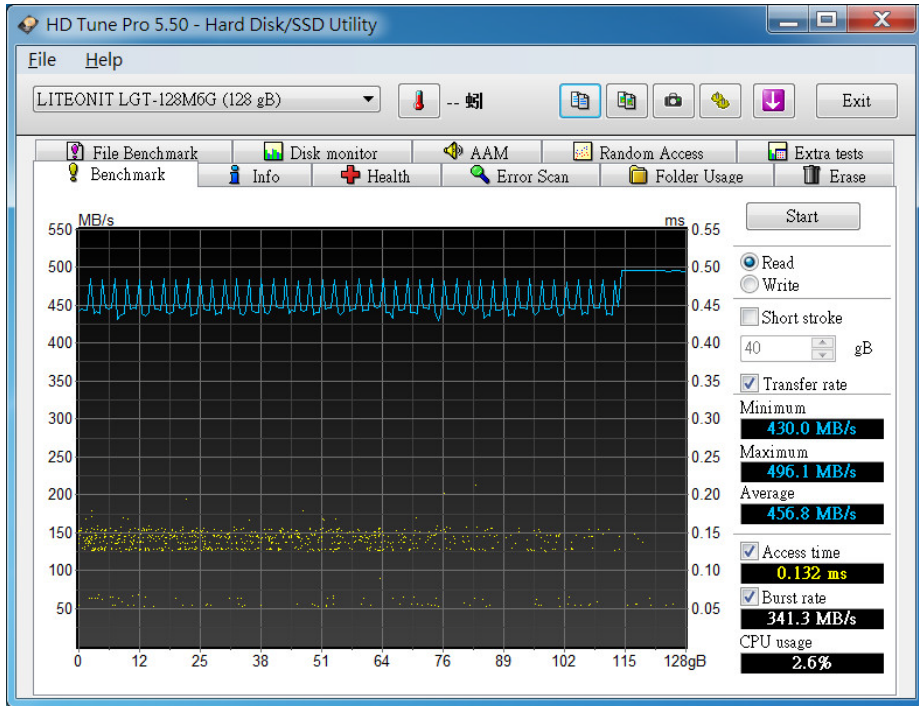 HD Tune Pro 5.50 - Hard Disk/SSD Utility
File Help
LITEONIT LGT-128M6G (128 gB)
-- 蚓
Exit
File Benchmark Disk monitor AAM Random Access Extra tests
Benchmark Info Health Error Scan Folder Usage Erase
MB/s ms
550 0.55
500 0.50
450 0.45
400 0.40
350 0.35
300 0.30
250 0.25
200 0.20
150 0.15
100 0.10
50 0.05
0 12 25 38 51 64 76 89 102 115 128gB
Start
Read
Write
Short stroke
40 gB
Transfer rate
Minimum
430.0 MB/s
Maximum
496.1 MB/s
Average
456.8 MB/s
Access time
0.132 ms
Burst rate
341.3 MB/s
CPU usage
2.6%